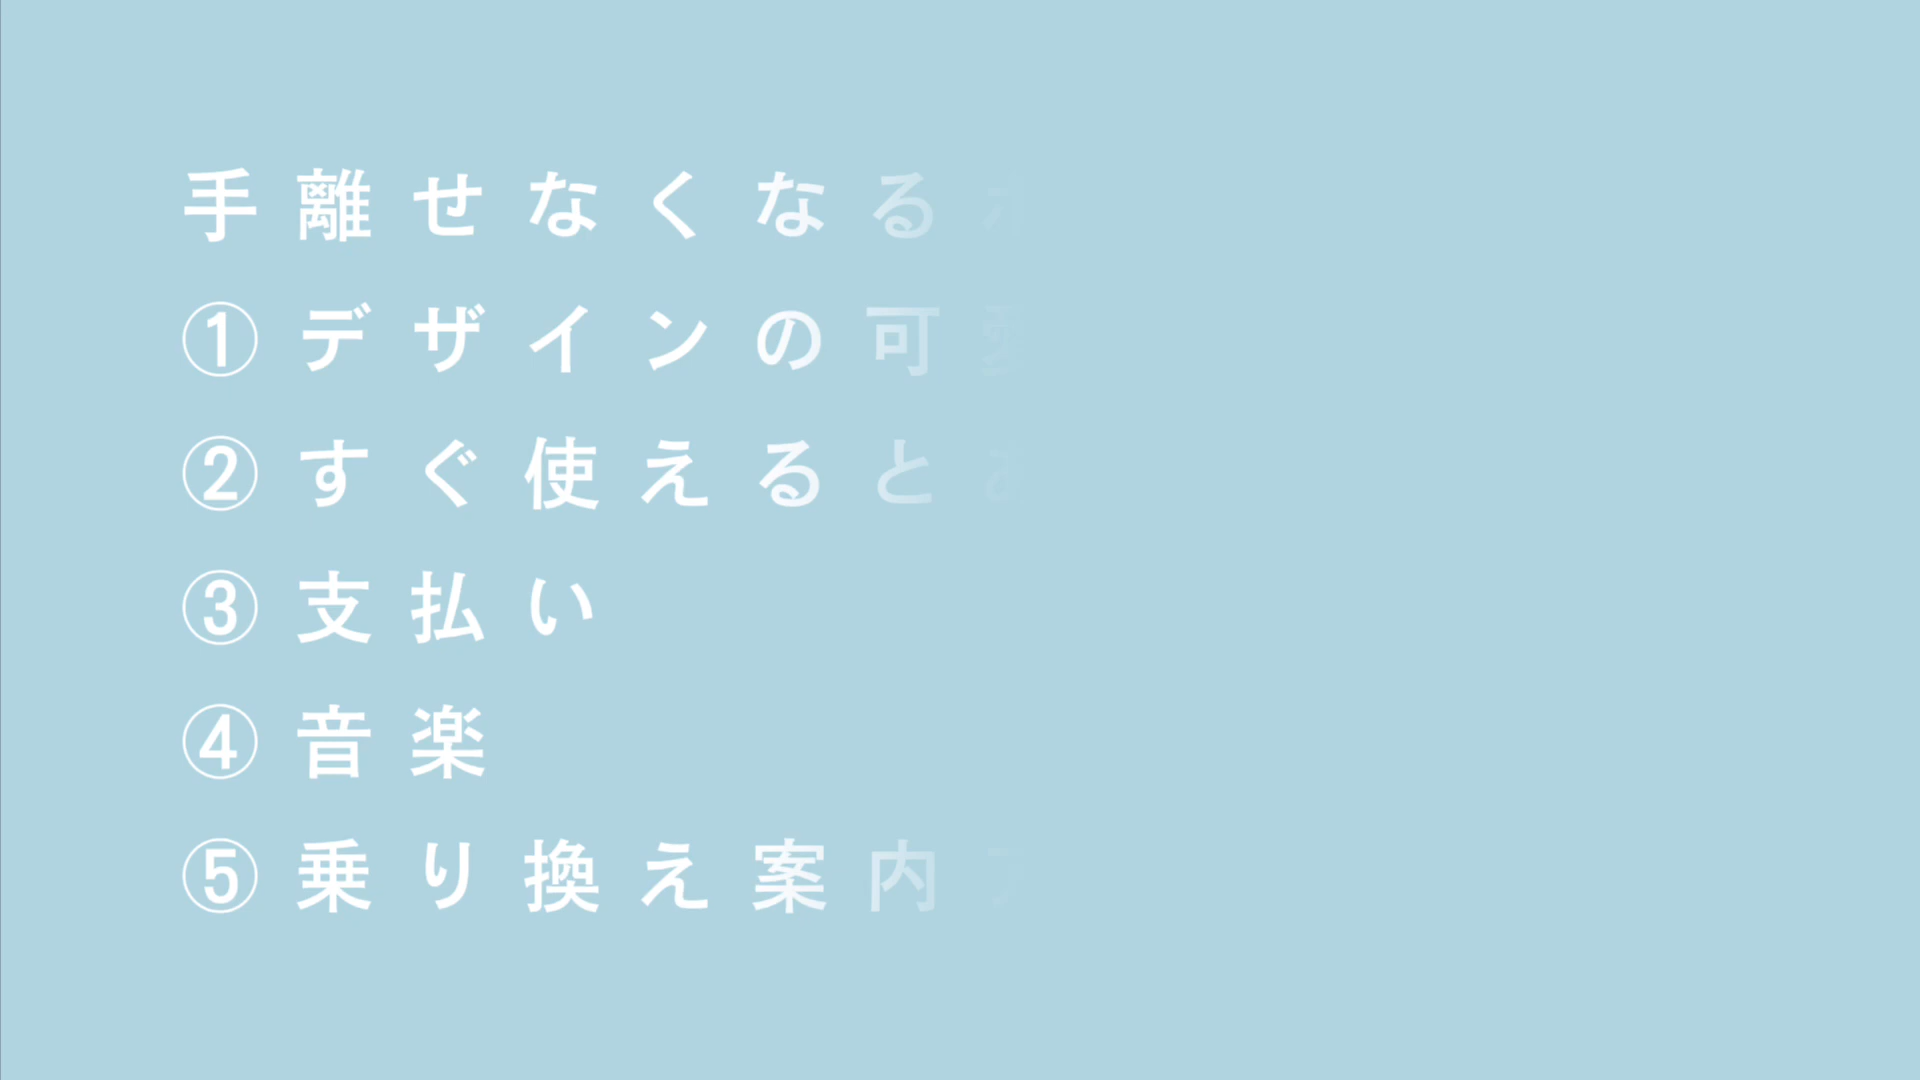 手離せなくなる
①デザインの可愛
②すぐ使えると
③支払い
④音楽
⑤乗り換え案内